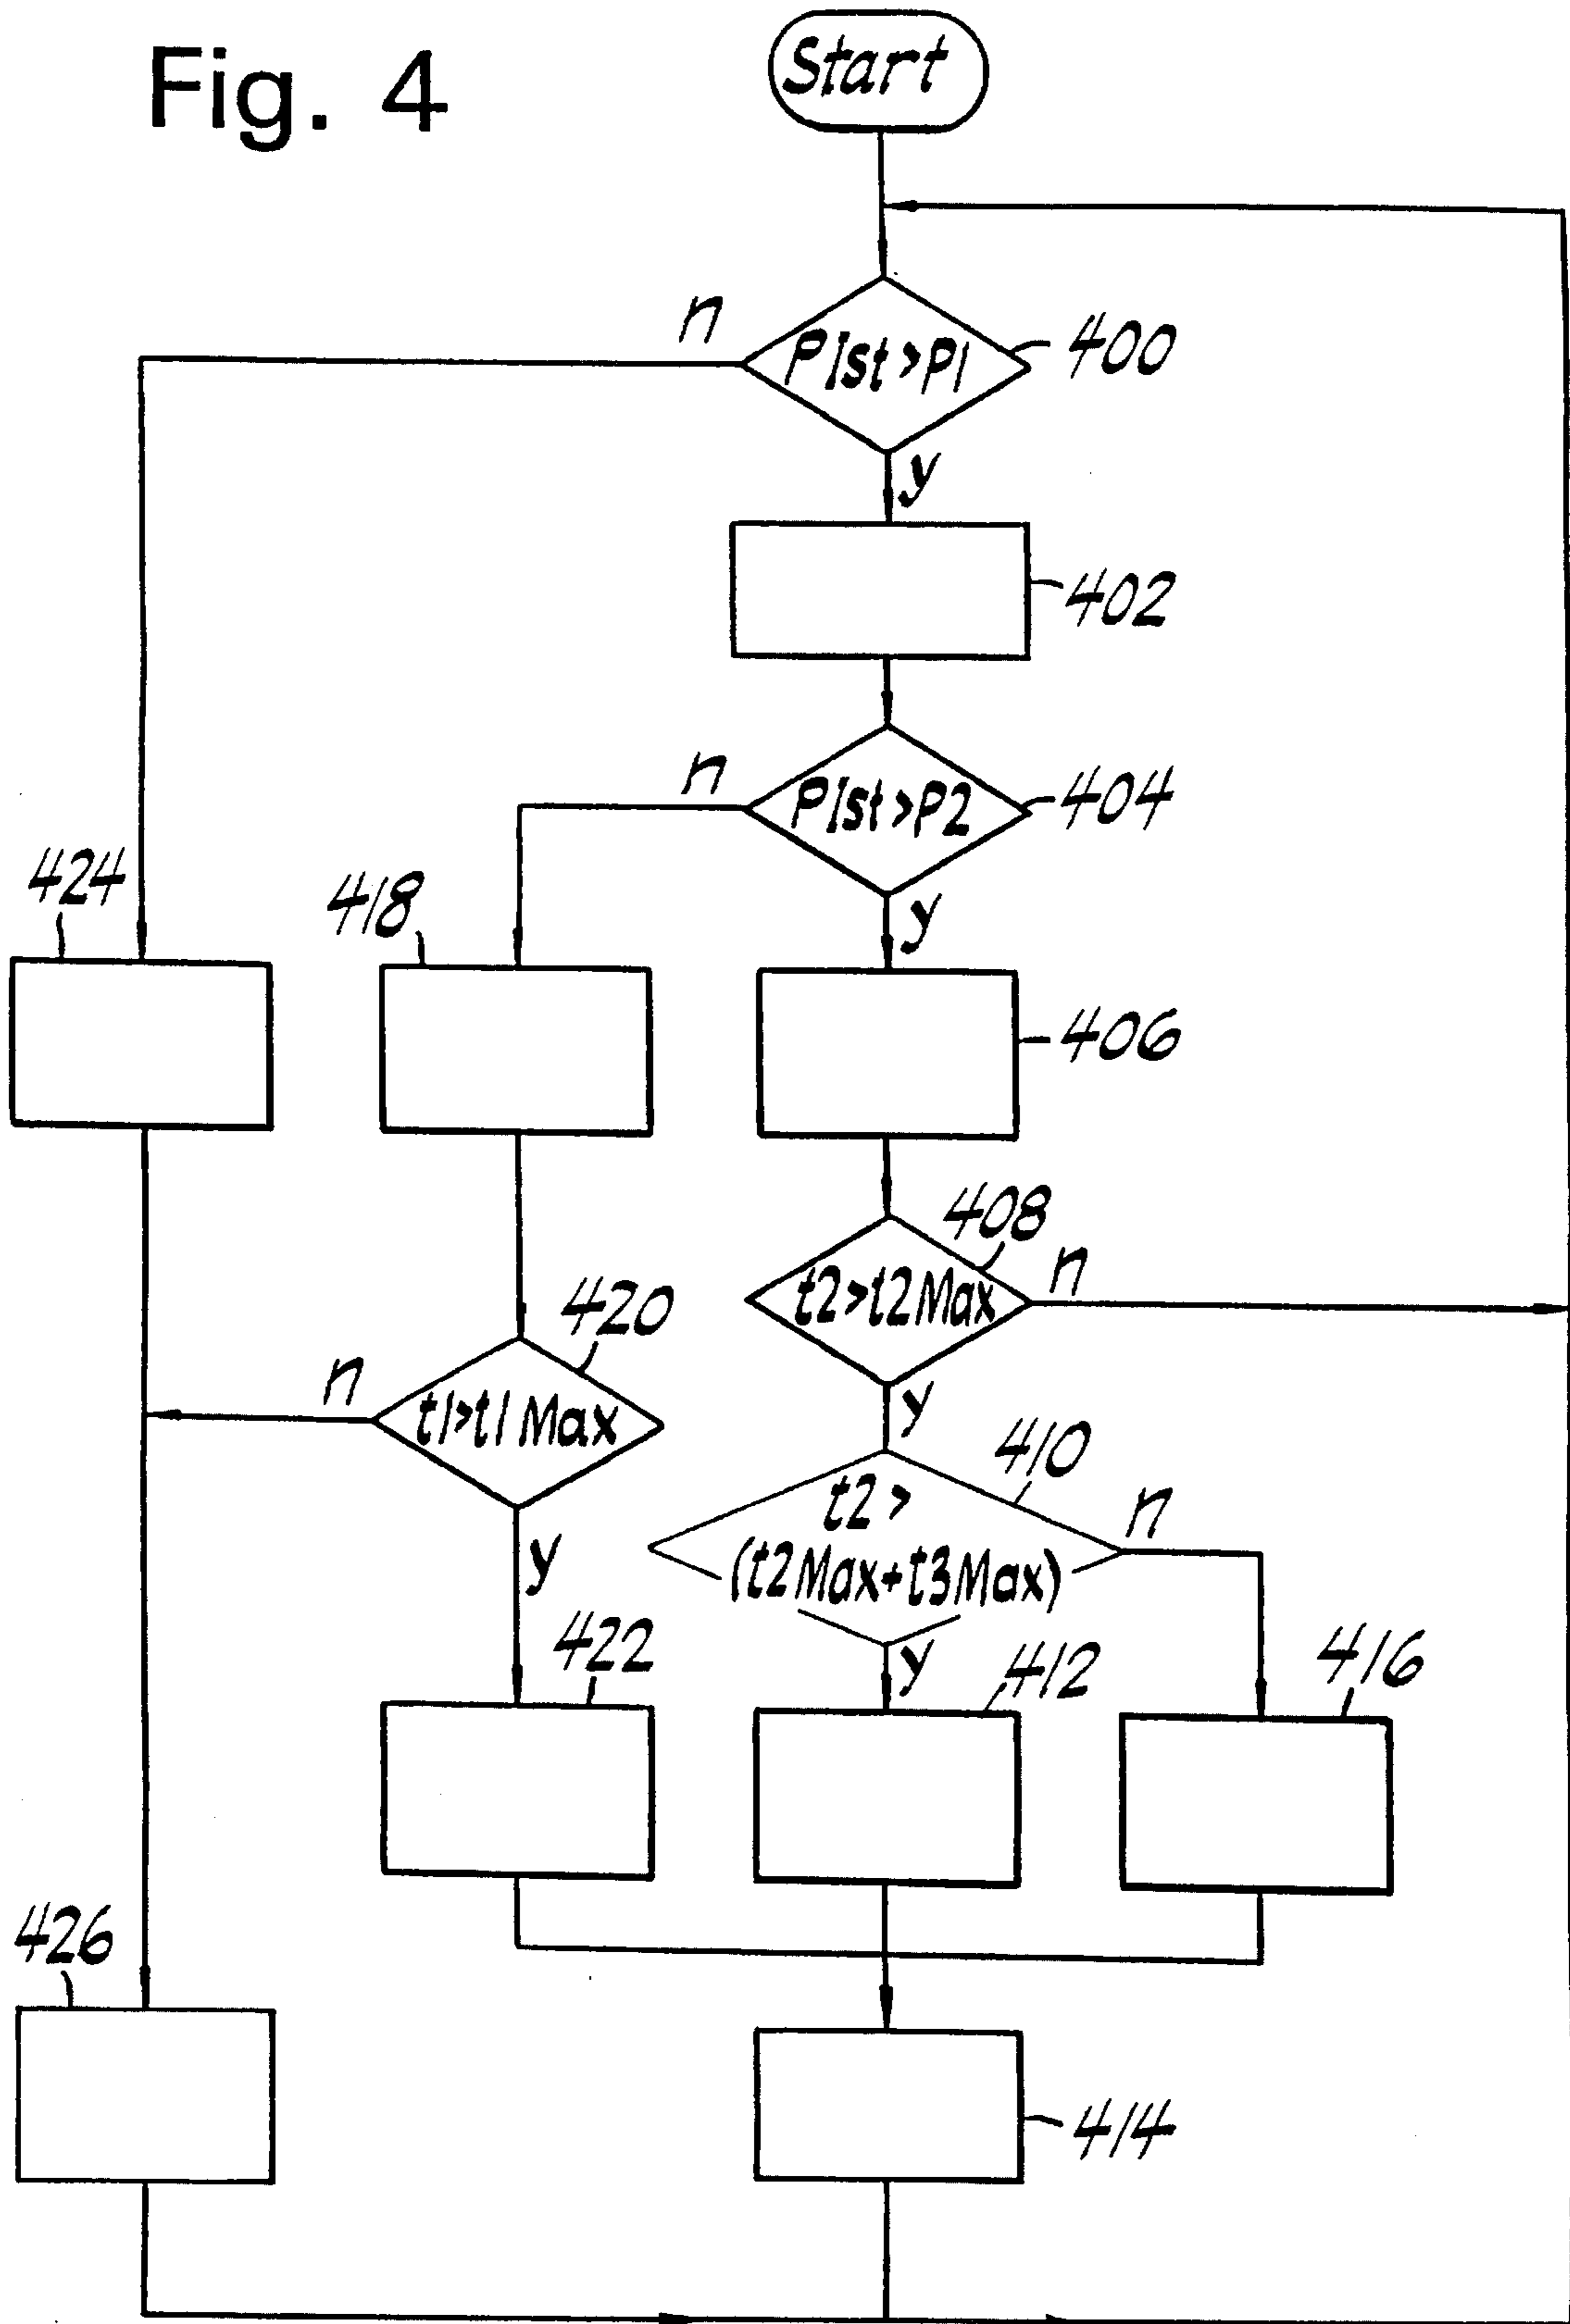 Fig. 4
Start
n
PIst>P1
400
y
402
n
PIst>P2
404
424
418
y
406
408
t2>t2Max
n
420
n
t1>t1Max
y
410
t2>
(t2Max+t3Max)
n
y
422
y
412
416
426
414